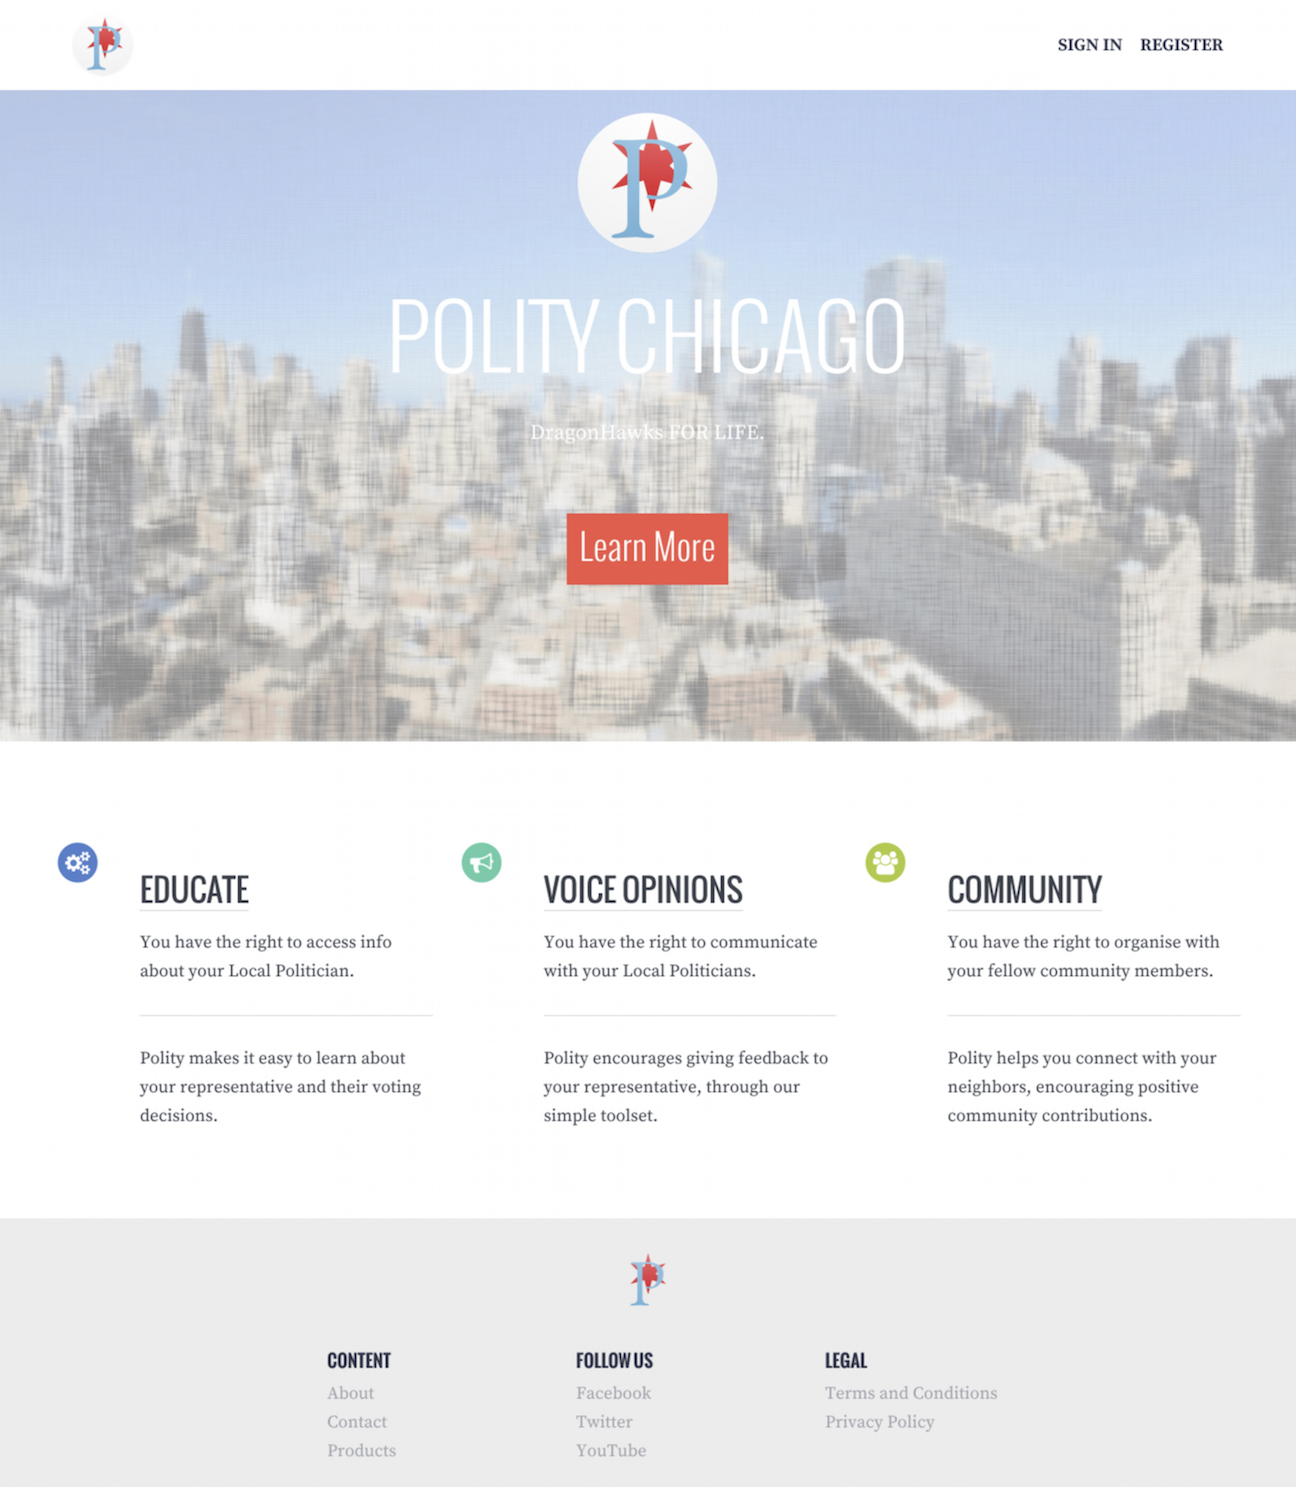 P
SIGN IN REGISTER
P
POLITY CHICAGO
DragonHawks FOR LIFE.
Learn More
EDUCATE
You have the right to access info
about your Local Politician.
Polity makes it easy to learn about
your representative and their voting
decisions.
VOICE OPINIONS
You have the right to communicate
with your Local Politicians.
Polity encourages giving feedback to
your representative, through our
simple toolset.
COMMUNITY
You have the right to organise with
your fellow community members.
Polity helps you connect with your
neighbors, encouraging positive
community contributions.
P
CONTENT
About
Contact
Products
FOLLOW US
Facebook
Twitter
YouTube
LEGAL
Terms and Conditions
Privacy Policy